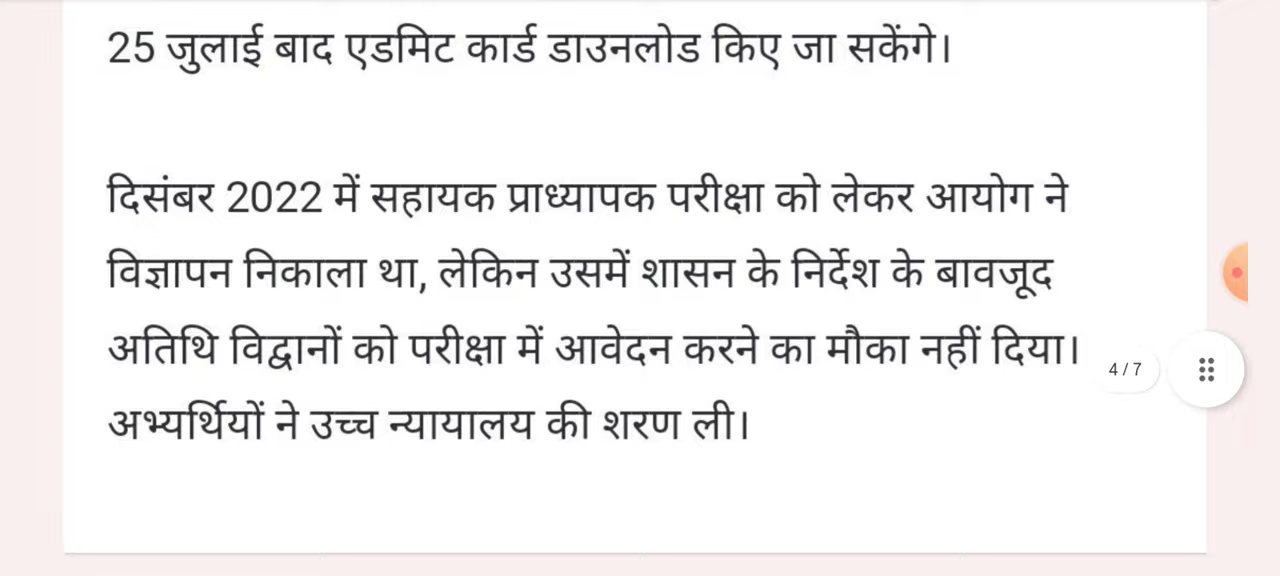 25 जुलाई बाद एडमिट कार्ड डाउनलोड किए जा सकेंगे।
दिसंबर 2022 में सहायक प्राध्यापक परीक्षा को लेकर आयोग ने
विज्ञापन निकाला था, लेकिन उसमें शासन के निर्देश के बावजूद
अतिथि विद्वानों को परीक्षा में आवेदन करने का मौका नहीं दिया।
4 / 7
अभ्यर्थियों ने उच्च न्यायालय की शरण ली।